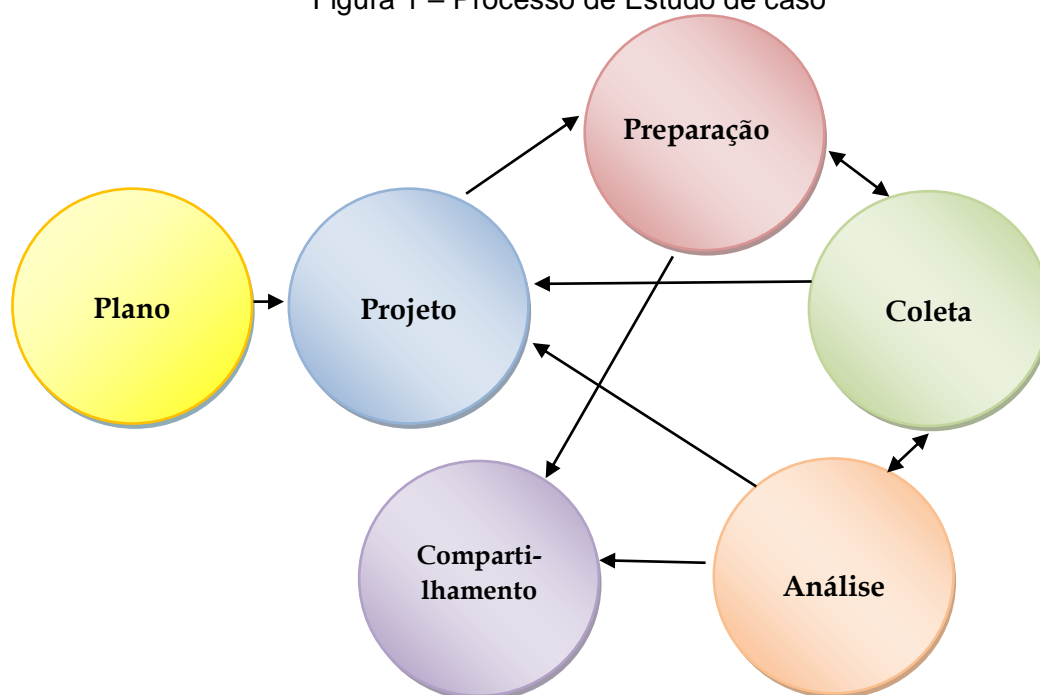 Figura 1 – Processo de Estudo de caso
Preparação
Plano
Projeto
Coleta
Comparti-
lhamento
Análise